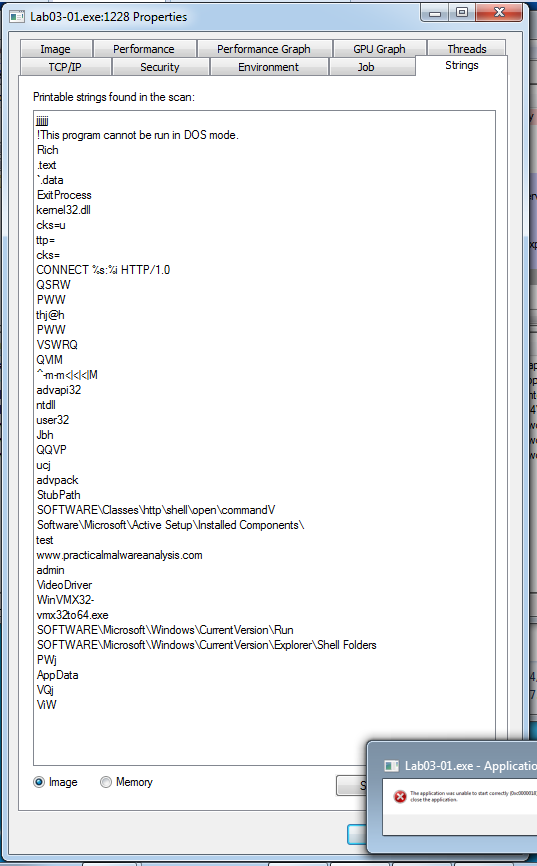 Lab03-01.exe:1228 Properties
Image Performance Performance Graph GPU Graph Threads
TCP/IP Security Environment Job Strings
Printable strings found in the scan:
jjjjjj
!This program cannot be run in DOS mode.
Rich
.text
`.data
ExitProcess
kernel32.dll
cks=u
ttp=
cks=
CONNECT %s:%i HTTP/1.0
QSRW
PWW
thj@h
PWW
VSWRQ
QVIM
^-m-m<|<|<|M
advapi32
ntdll
user32
Jbh
QQVP
ucj
advpack
StubPath
SOFTWARE\Classes\http\shell\open\commandV
Software\Microsoft\Active Setup\Installed Components\
test
www.practicalmalwareanalysis.com
admin
VideoDriver
WinVMX32-
vmx32to64.exe
SOFTWARE\Microsoft\Windows\CurrentVersion\Run
SOFTWARE\Microsoft\Windows\CurrentVersion\Explorer\Shell Folders
PWj
AppData
VQj
ViW
Image Memory S
Lab03-01.exe - Application
The application was unable to start correctly
close the application.